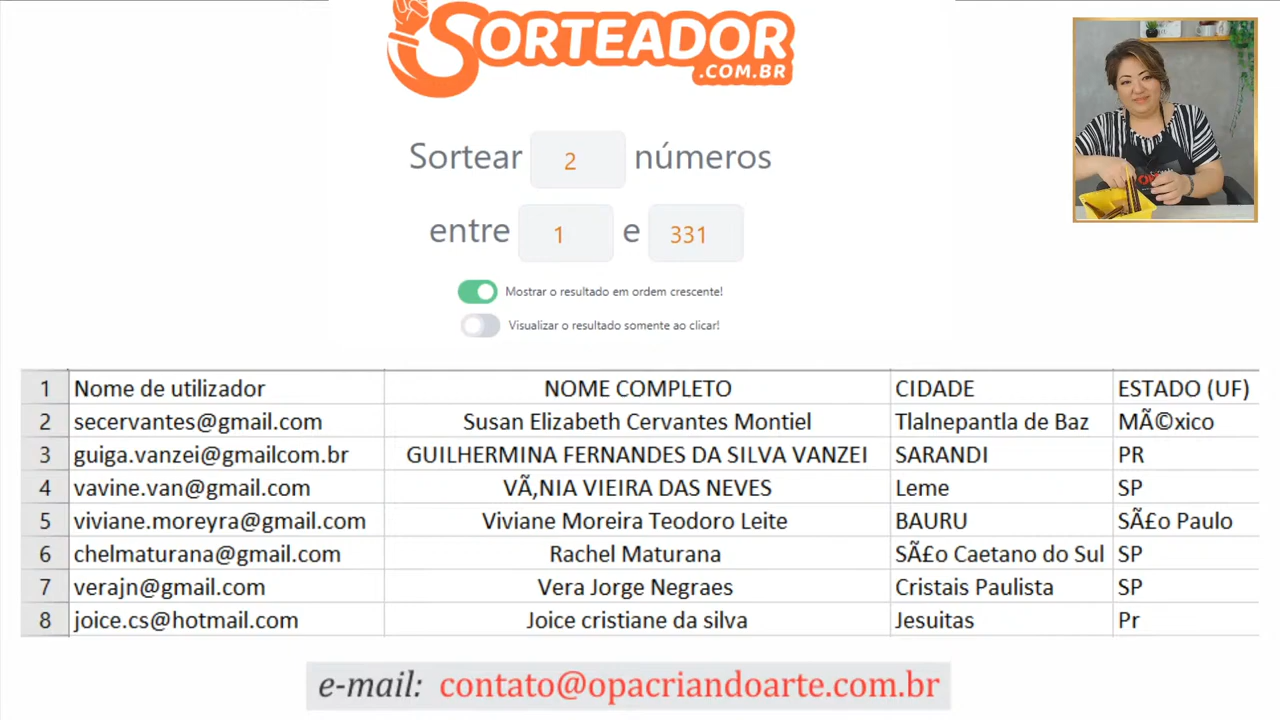 SORTEADOR
.COM.BR
Sortear 2 números
entre 1 e 331
Mostrar o resultado em ordem crescente!
Visualizar o resultado somente ao clicar!
1 Nome de utilizador NOME COMPLETO CIDADE ESTADO (UF)
2 secervantes@gmail.com Susan Elizabeth Cervantes Montiel Tlalnepantla de Baz MÃ©xico
3 guiga.vanzei@gmailcom.br GUILHERMINA FERNANDES DA SILVA VANZEI SARANDI PR
4 vavine.van@gmail.com VÃ‚NIA VIEIRA DAS NEVES Leme SP
5 viviane.moreyra@gmail.com Viviane Moreira Teodoro Leite BAURU SÃ£o Paulo
6 chelmaturana@gmail.com Rachel Maturana SÃ£o Caetano do Sul SP
7 verajn@gmail.com Vera Jorge Negraes Cristais Paulista SP
8 joice.cs@hotmail.com Joice cristiane da silva Jesuitas Pr
e-mail: contato@opacriandoarte.com.br